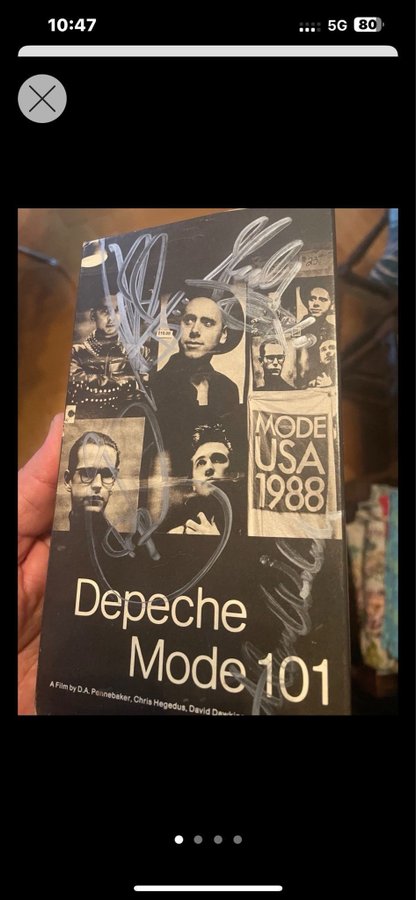 10:47
5G
80
MODE
USA
1988
Depeche
Mode 101
A Film by D.A. Pennebaker, Chris Hegedus, David Dawkins